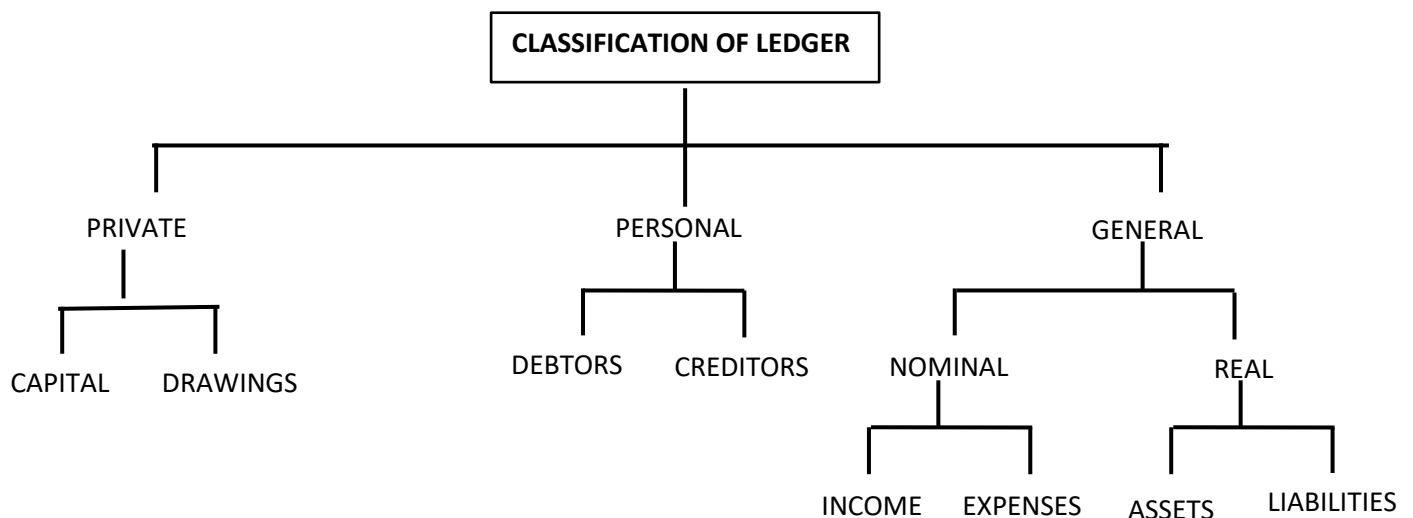 CLASSIFICATION OF LEDGER
PRIVATE PERSONAL GENERAL
DEBTORS CREDITORS NOMINAL REAL
CAPITAL DRAWINGS
INCOME EXPENSES ASSETS LIABILITIES